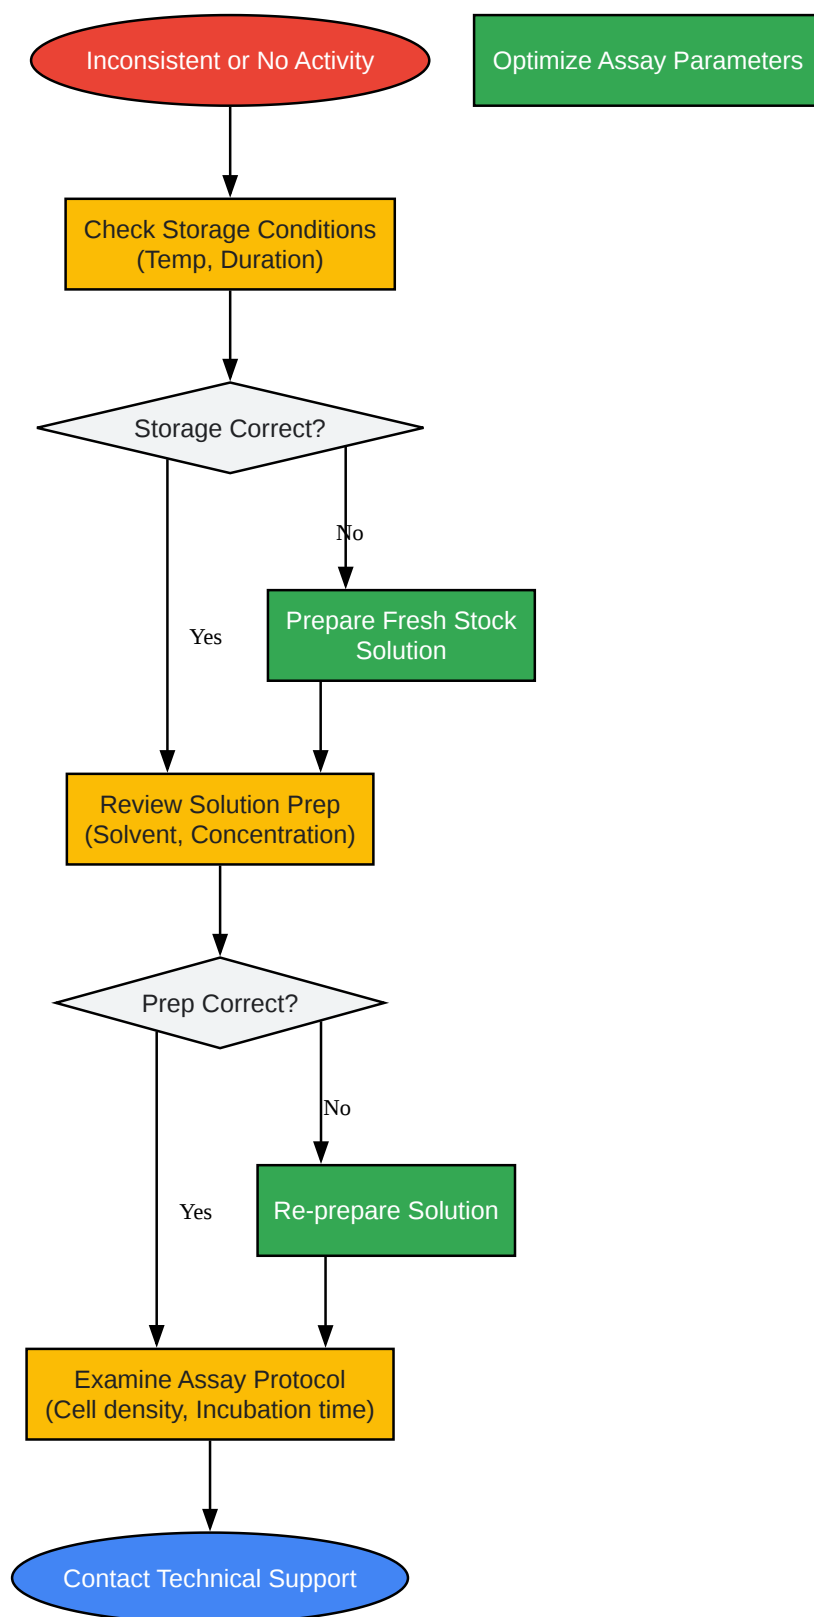 Inconsistent or No Activity
Optimize Assay Parameters
Check Storage Conditions
(Temp, Duration)
Storage Correct?
No
Prepare Fresh Stock
Solution
Yes
Review Solution Prep
(Solvent, Concentration)
Prep Correct?
No
Re-prepare Solution
Yes
Examine Assay Protocol
(Cell density, Incubation time)
Contact Technical Support